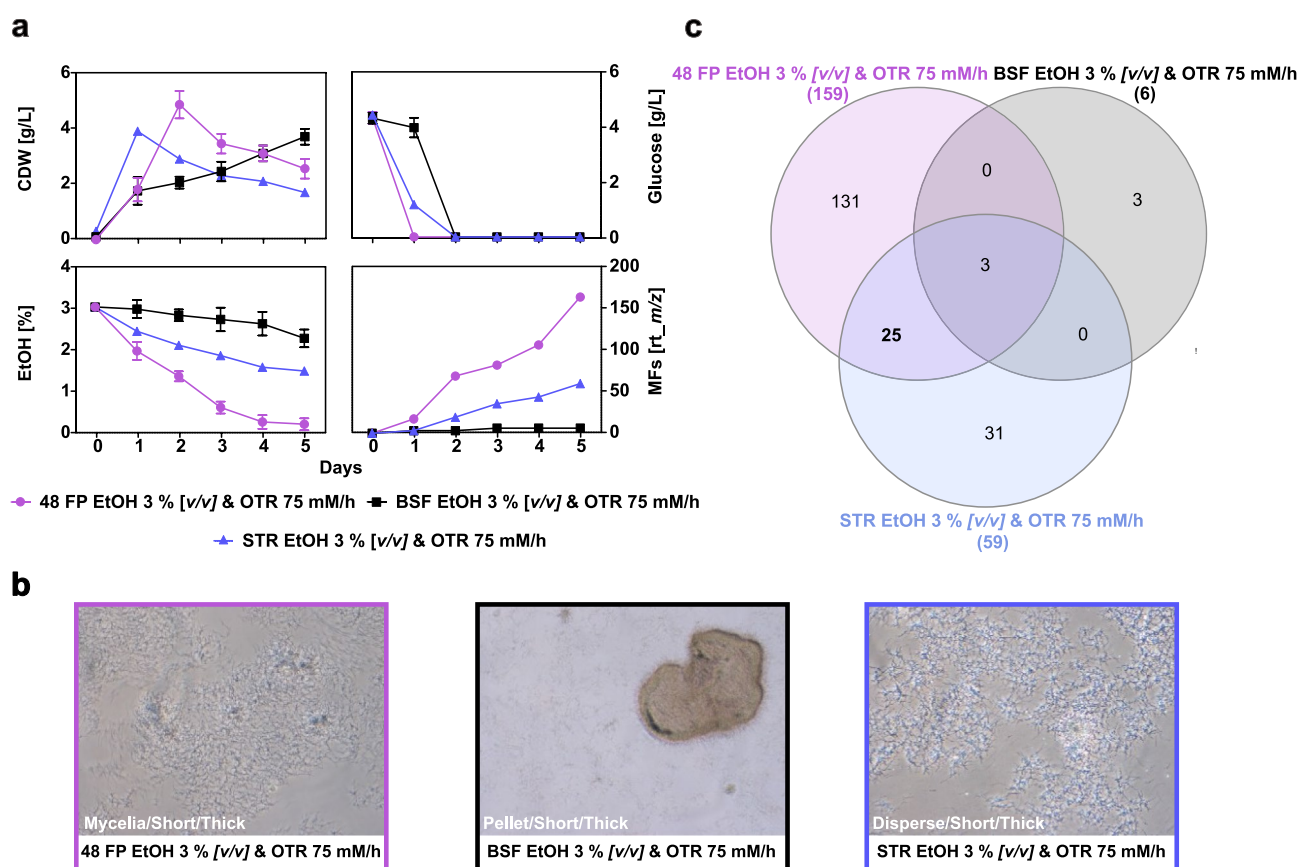 a
c
6
4
2
0
CDW [g/L]
6
4
2
0
Glucose [g/L]
4
3
2
1
0
EtOH [%]
200
150
100
50
0
MFs [rt_m/z]
0 1 2 3 4 5
0 1 2 3 4 5
Days
48 FP EtOH 3 % [v/v] & OTR 75 mM/h
BSF EtOH 3 % [v/v] & OTR 75 mM/h
STR EtOH 3 % [v/v] & OTR 75 mM/h
48 FP EtOH 3 % [v/v] & OTR 75 mM/h
(159)
BSF EtOH 3 % [v/v] & OTR 75 mM/h
(6)
131
0
3
3
25
0
31
STR EtOH 3 % [v/v] & OTR 75 mM/h
(59)
b
Mycelia/Short/Thick
48 FP EtOH 3 % [v/v] & OTR 75 mM/h
Pellet/Short/Thick
BSF EtOH 3 % [v/v] & OTR 75 mM/h
Disperse/Short/Thick
STR EtOH 3 % [v/v] & OTR 75 mM/h